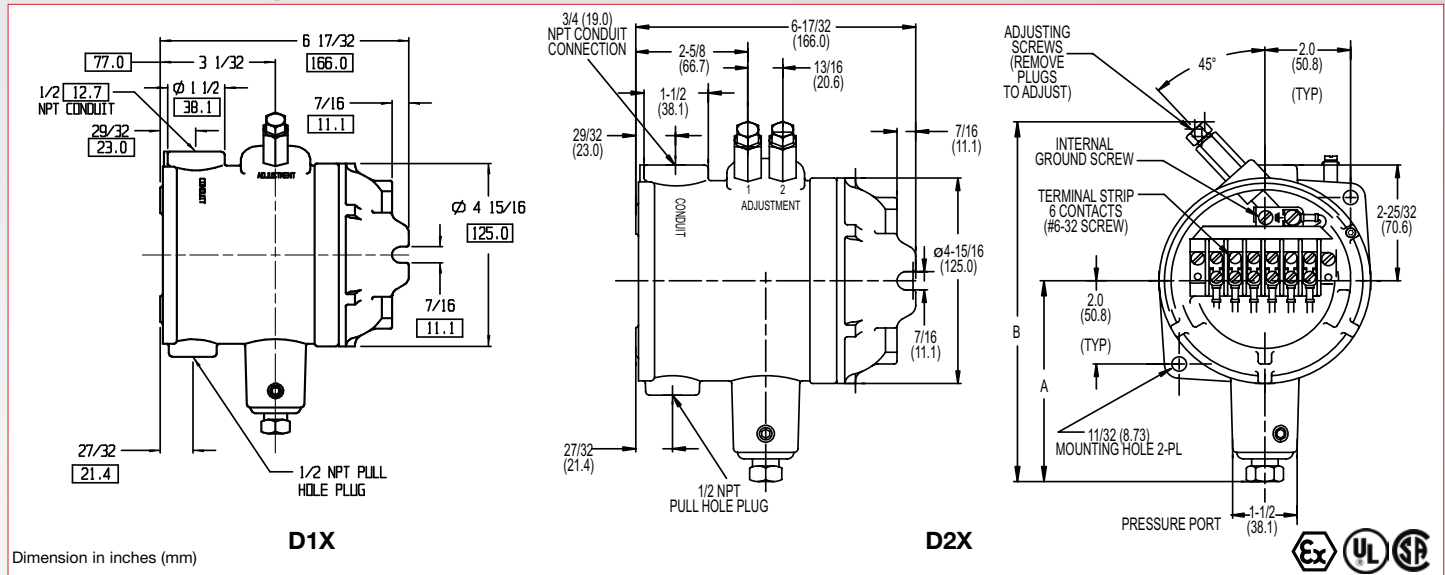 6 17/32
166.0
77.0
3 1/32
Ø 1 1/2
38.1
1/2 12.7
NPT CONDUIT
29/32
23.0
7/16
11.1
CONDUIT
ADJUSTMENT
Ø 4 15/16
125.0
7/16
11.1
27/32
21.4
1/2 NPT PULL
HOLE PLUG
D1X
Dimension in inches (mm)
3/4 (19.0)
NPT CONDUIT
CONNECTION
6-17/32
(166.0)
2-5/8
(66.7)
13/16
(20.6)
1-1/2
(38.1)
29/32
(23.0)
7/16
(11.1)
1 2
ADJUSTMENT
CONDUIT
ø4-15/16
(125.0)
7/16
(11.1)
27/32
(21.4)
1/2 NPT
PULL HOLE PLUG
D2X
ADJUSTING
SCREWS
(REMOVE
PLUGS
TO ADJUST)
45°
2.0
(50.8)
(TYP)
INTERNAL
GROUND SCREW
TERMINAL STRIP
6 CONTACTS
(#6-32 SCREW)
2-25/32
(70.6)
2.0
(50.8)
(TYP)
B
A
11/32 (8.73)
MOUNTING HOLE 2-PL
PRESSURE PORT
1-1/2
(38.1)
Ex
UL
SA